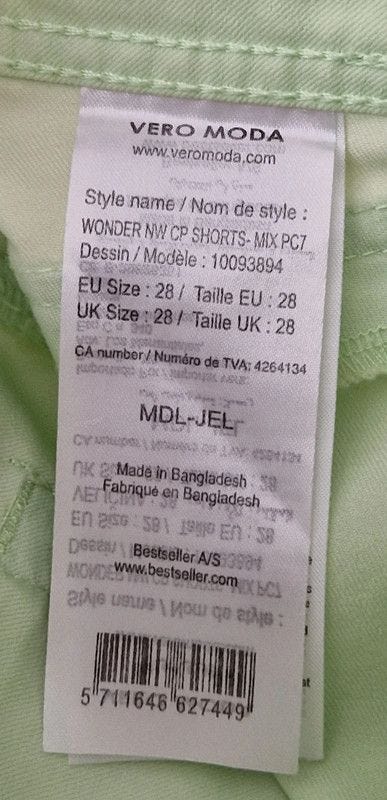 VERO MODA
www.veromoda.com
Style name / Nom de style :
WONDER NW CP SHORTS- MIX PC7
Dessin / Modèle : 10093894
EU Size : 28 / Taille EU : 28
UK Size : 28 / Taille UK : 28
CA number / Numéro de TVA: 4264134
MDL-JEL
Made in Bangladesh
Fabriqué en Bangladesh
Bestseller A/S
www.bestseller.com
5 711646 627449